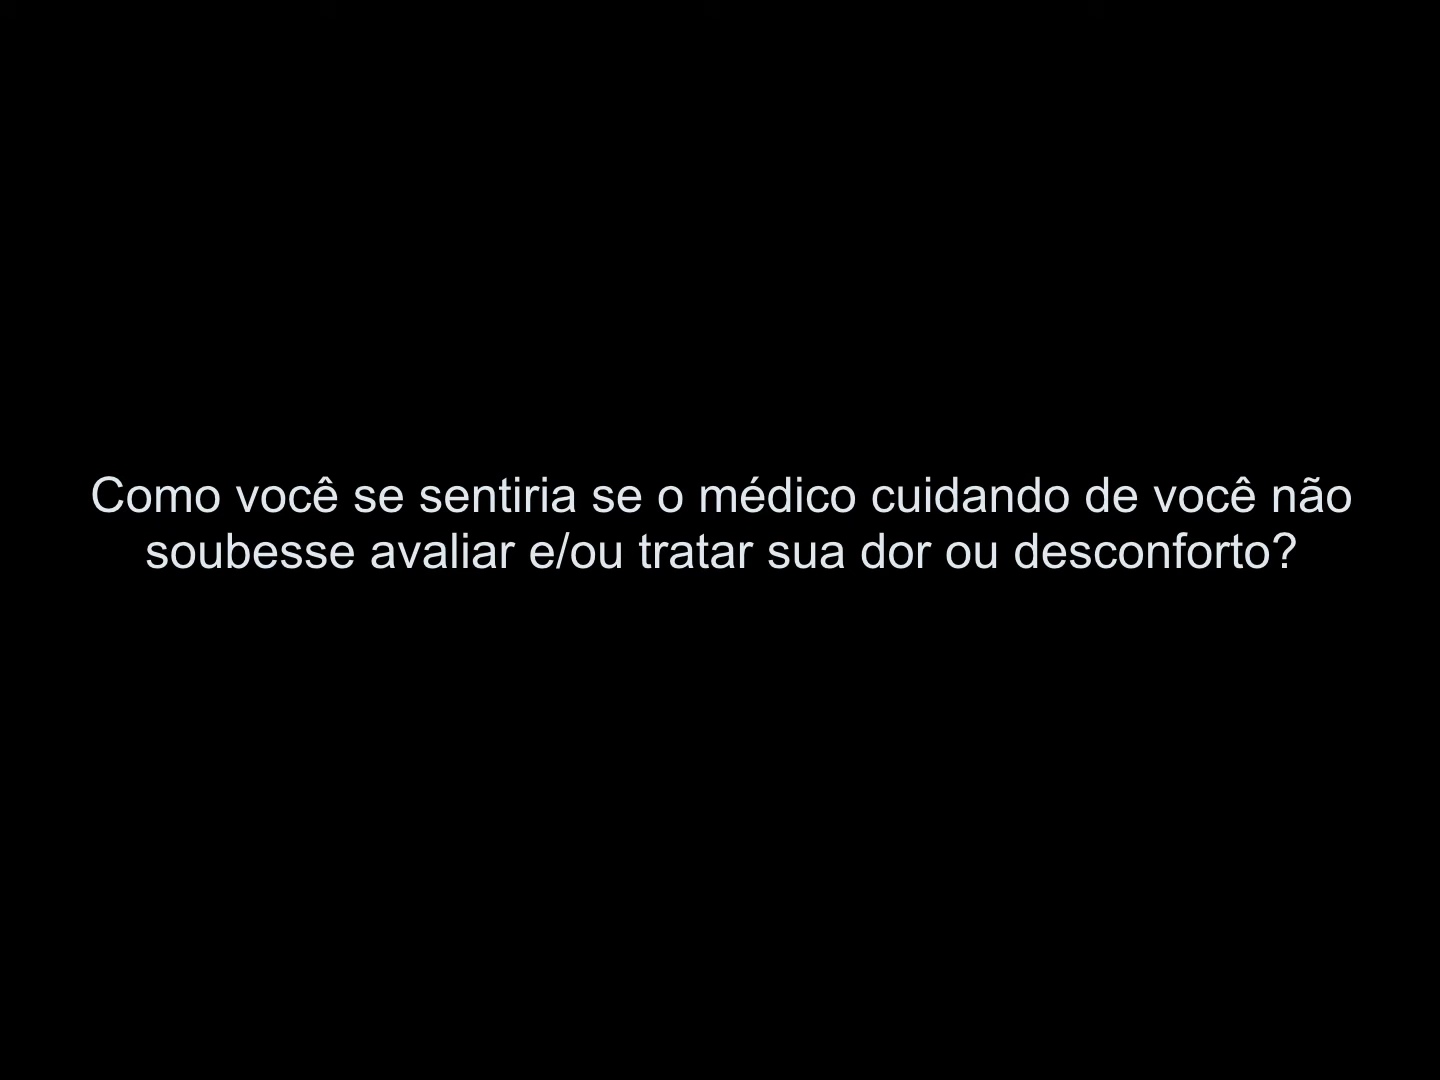 Como você se sentiria se o médico cuidando de você não
soubesse avaliar e/ou tratar sua dor ou desconforto?